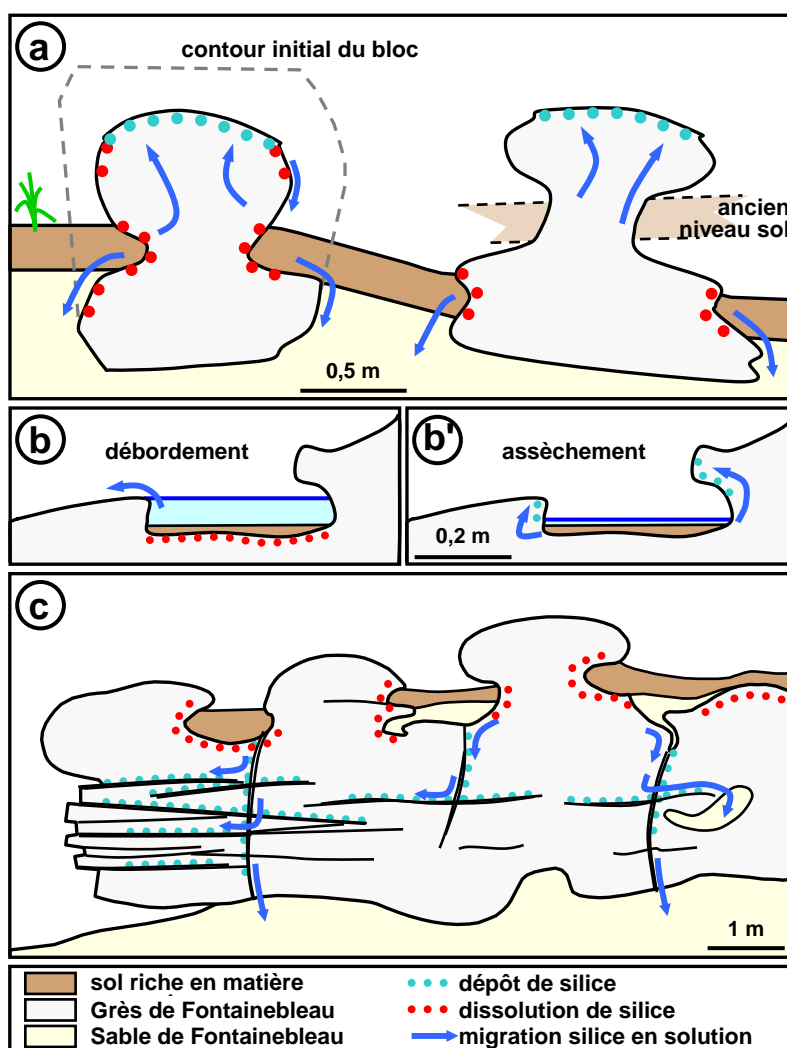 a
contour initial du bloc
ancien
niveau sol
0,5 m
b
débordement
b'
assèchement
0,2 m
c
1 m
sol riche en matière
Grès de Fontainebleau
Sable de Fontainebleau
dépôt de silice
dissolution de silice
migration silice en solution